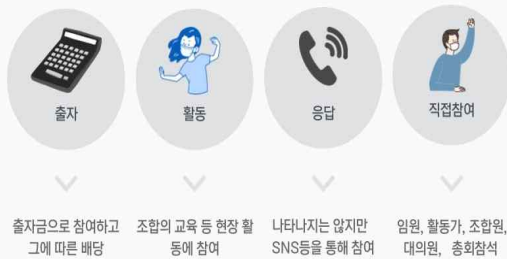 출자
활동
응답
직접참여
출자금으로 참여하고
그에 따른 배당
조합의 교육 등 현장 활
동에 참여
나타나지는 않지만
SNS등을 통해 참여
임원, 활동가, 조합원,
대의원, 총회참석